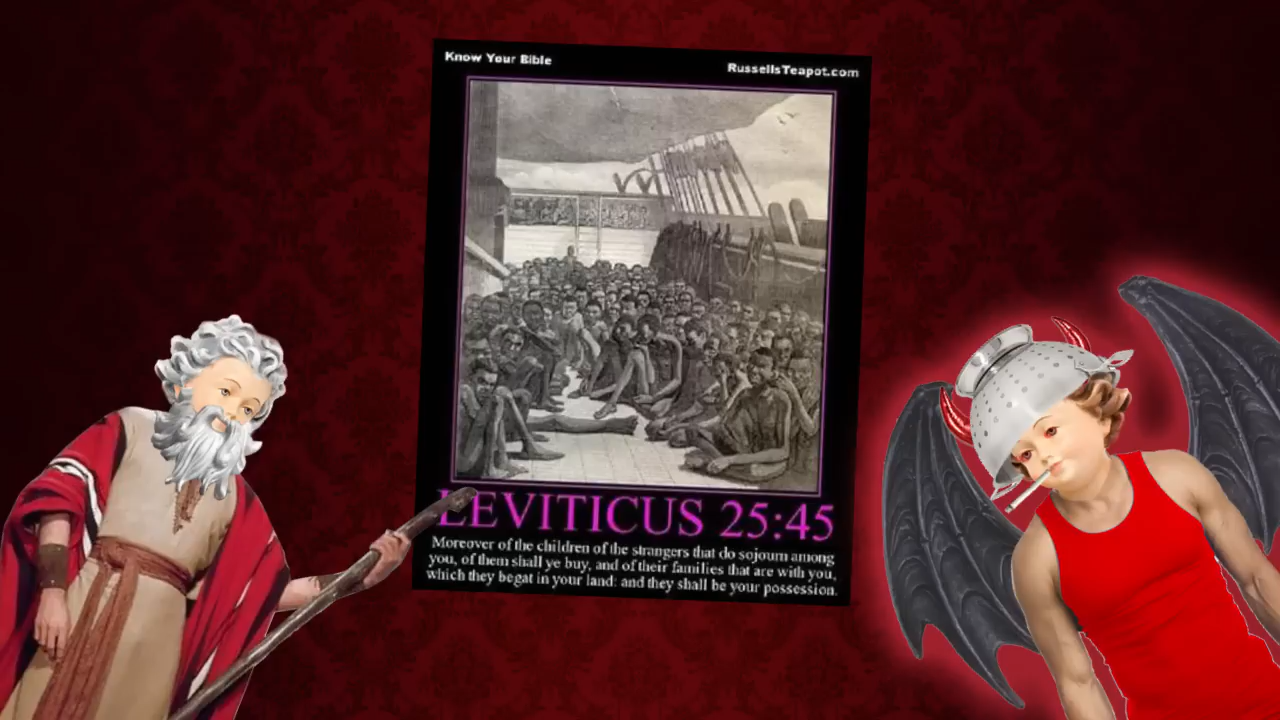 Know Your Bible
RussellsTeapot.com
LEVITICUS 25:45
Moreover of the children of the strangers that do sojourn among
you, of them shall ye buy, and of their families that are with you,
which they begat in your land: and they shall be your possession.